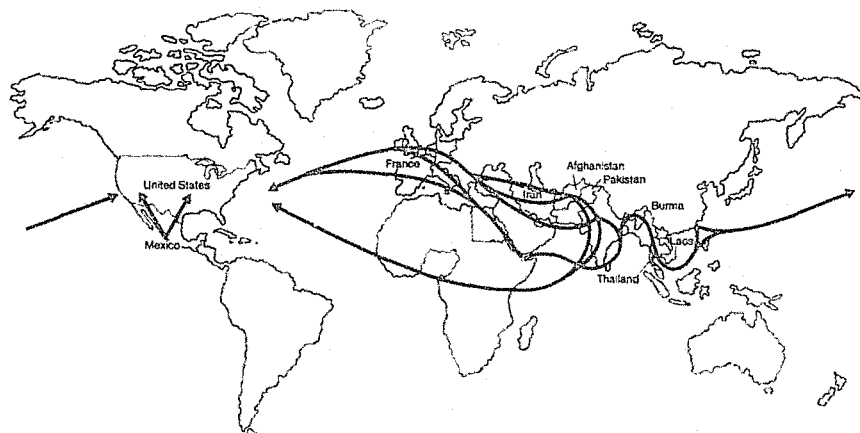 Afghanistan
France
Pakistan
United States
Iran
Burma
Mexico
Laos
Thailand